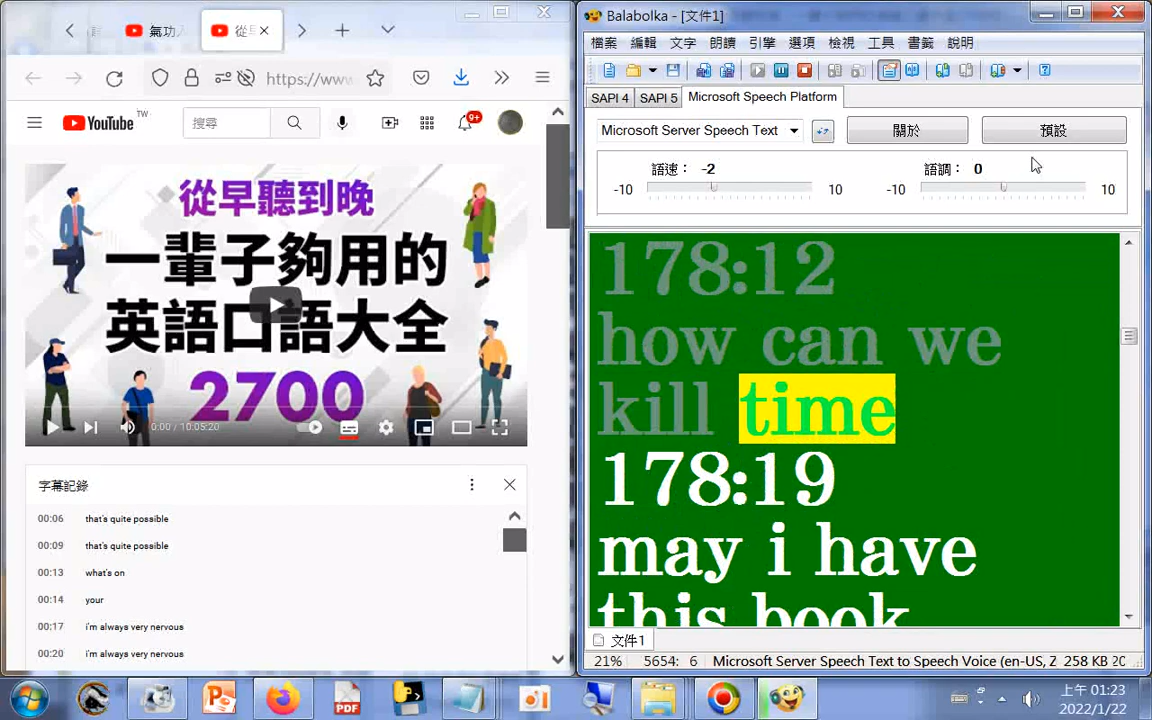 氣功
從
https://www
YouTube TW
搜尋
9+
從早聽到晚
一輩子夠用的
英語口語大全
2700
0:00 / 10:05:20
字幕記錄
00:06 that's quite possible
00:09 that's quite possible
00:13 what's on
00:14 your
00:17 i'm always very nervous
00:20 i'm always very nervous
Balabolka - [文件1]
檔案 編輯 文字 朗讀 引擎 選項 檢視 工具 書籤 說明
SAPI 4 SAPI 5 Microsoft Speech Platform
Microsoft Server Speech Text 關於 預設
語速: -2 語調: 0
-10 10 -10 10
178:12
how can we
kill time
178:19
may i have
this book
文件1
21% 5654: 6 Microsoft Server Speech Text to Speech Voice (en-US, Z 258 KB 20
PDF
上午 01:23
2022/1/22